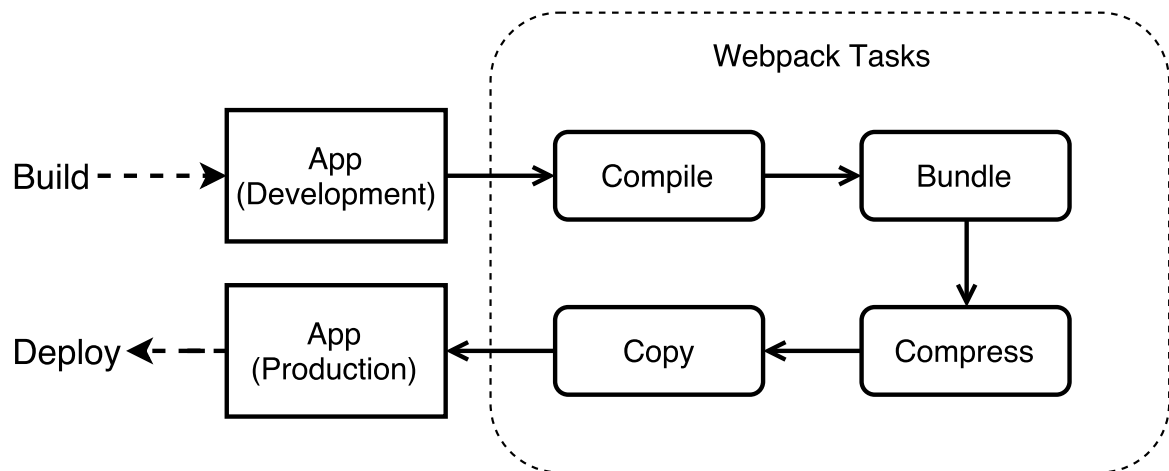 Webpack Tasks
Build
App
(Development)
Compile
Bundle
Deploy
App
(Production)
Copy
Compress